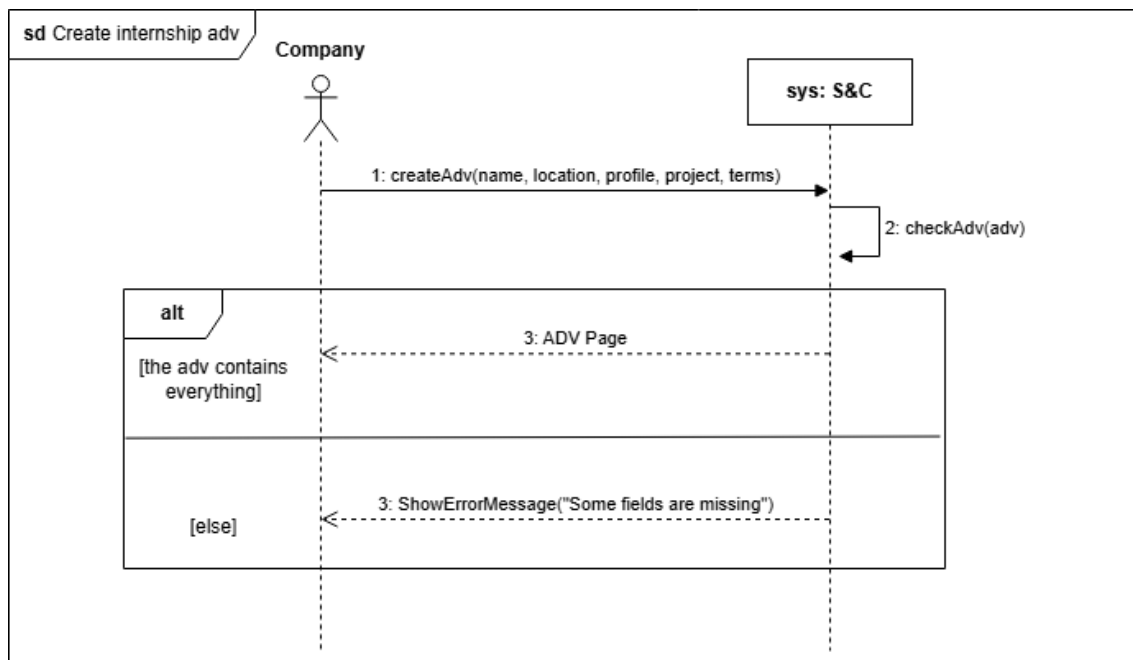 sd Create internship adv
Company
sys: S&C
1: createAdv(name, location, profile, project, terms)
2: checkAdv(adv)
alt
3: ADV Page
[the adv contains
everything]
3: ShowErrorMessage("Some fields are missing")
[else]